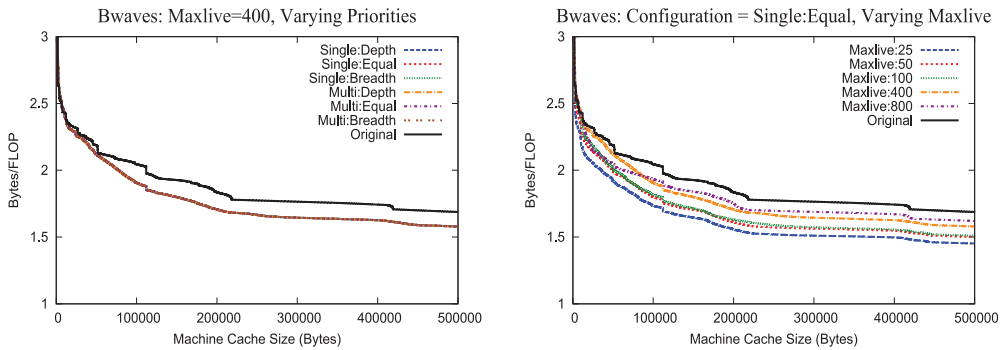 Bwaves: Maxlive=400, Varying Priorities
3
2.5
2
1.5
1
Bytes/FLOP
Single:Depth
Single:Equal
Single:Breadth
Multi:Depth
Multi:Equal
Multi:Breadth
Original
0 100000 200000 300000 400000 500000
Machine Cache Size (Bytes)
Bwaves: Configuration = Single:Equal, Varying Maxlive
3
2.5
2
1.5
1
Bytes/FLOP
Maxlive:25
Maxlive:50
Maxlive:100
Maxlive:400
Maxlive:800
Original
0 100000 200000 300000 400000 500000
Machine Cache Size (Bytes)